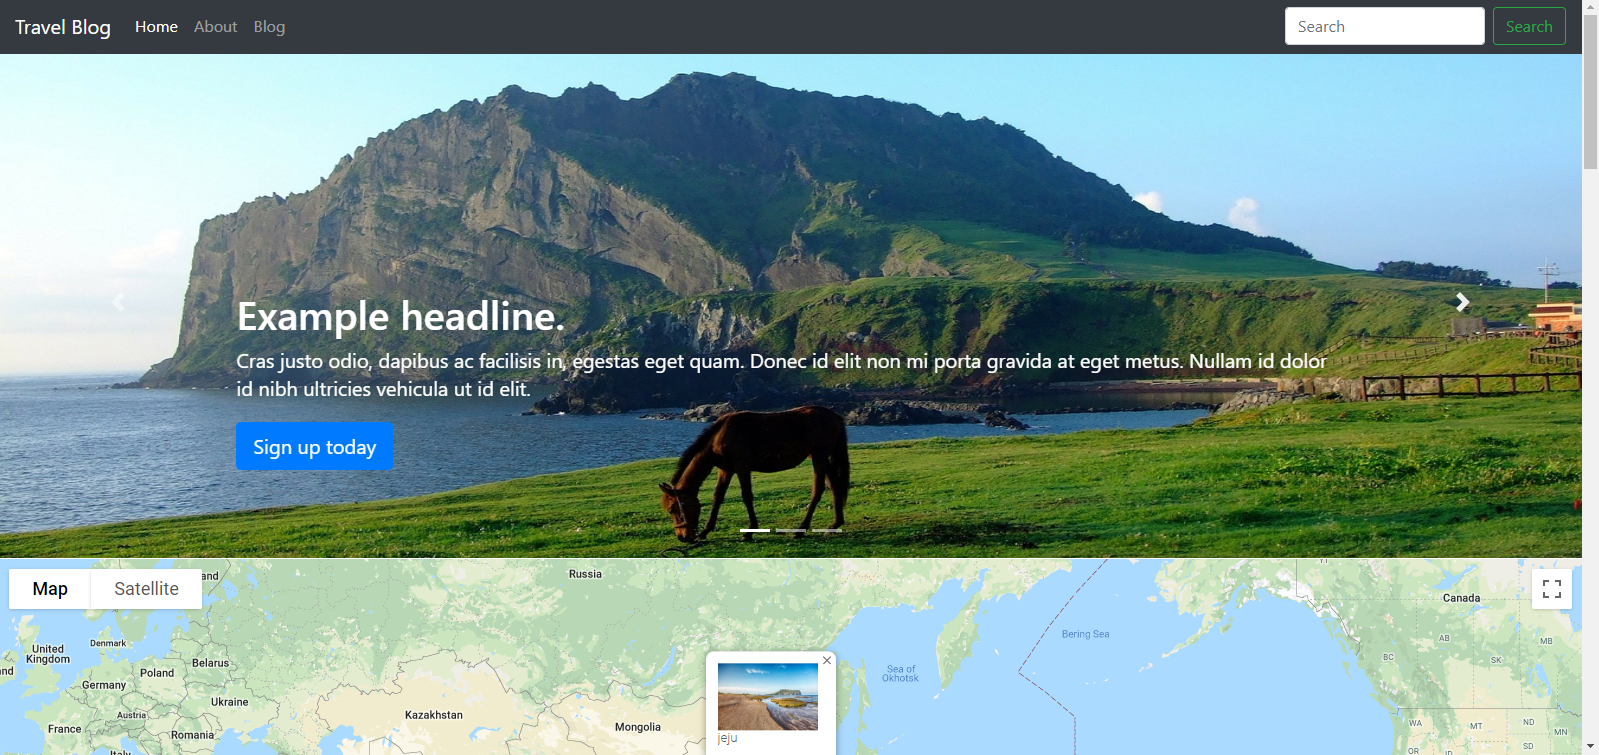 Travel Blog Home About Blog Search Search
Example headline.
Cras justo odio, dapibus ac facilisis in, egestas eget quam. Donec id elit non mi porta gravida at eget metus. Nullam id dolor
id nibh ultricies vehicula ut id elit.
Sign up today
Map Satellite
Russia
Canada
United
Kingdom
Denmark
Belarus
Poland
Germany
Ukraine
Austria
France
Romania
Italy
Kazakhstan
Mongolia
jeju
Sea of
Okhotsk
Bering Sea
YT
AB
MB
BC
SK
WA
MT
ND
MN
OR
SD